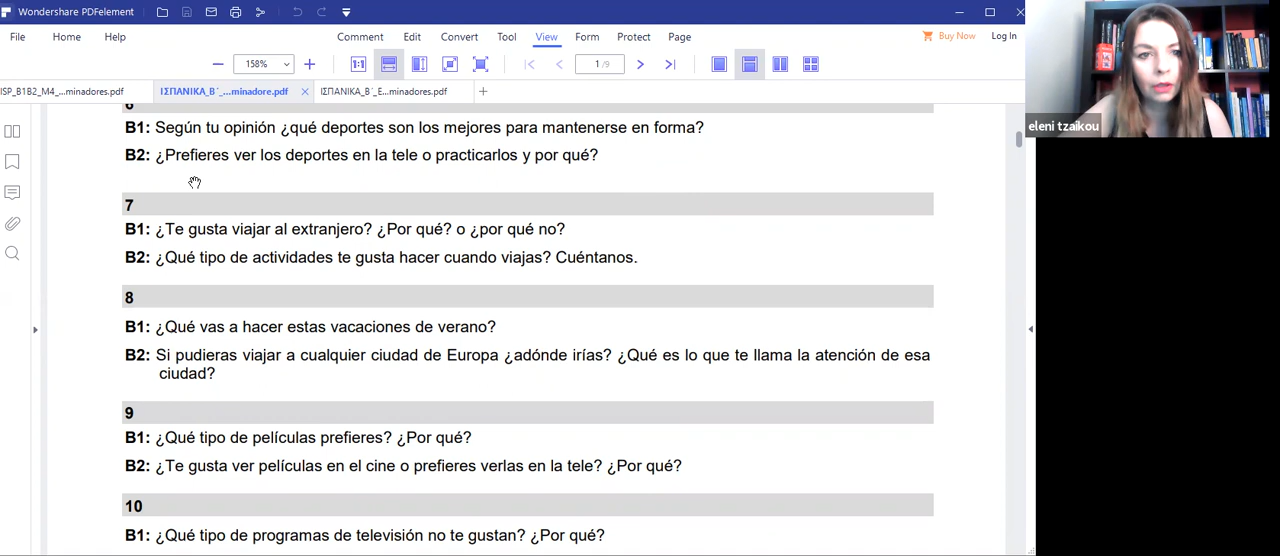 Wondershare PDFelement
File Home Help Comment Edit Convert Tool View Form Protect Page Buy Now Log In
158% 1:1 1/9
ISP_B1B2_M4_...minadores.pdf ΙΣΠΑΝΙΚΑ_Β΄_...minadore.pdf ΙΣΠΑΝΙΚΑ_Β΄_E...minadores.pdf
eleni tzaikou
6
B1: Según tu opinión ¿qué deportes son los mejores para mantenerse en forma?
B2: ¿Prefieres ver los deportes en la tele o practicarlos y por qué?
7
B1: ¿Te gusta viajar al extranjero? ¿Por qué? o ¿por qué no?
B2: ¿Qué tipo de actividades te gusta hacer cuando viajas? Cuéntanos.
8
B1: ¿Qué vas a hacer estas vacaciones de verano?
B2: Si pudieras viajar a cualquier ciudad de Europa ¿adónde irías? ¿Qué es lo que te llama la atención de esa
ciudad?
9
B1: ¿Qué tipo de películas prefieres? ¿Por qué?
B2: ¿Te gusta ver películas en el cine o prefieres verlas en la tele? ¿Por qué?
10
B1: ¿Qué tipo de programas de televisión no te gustan? ¿Por qué?